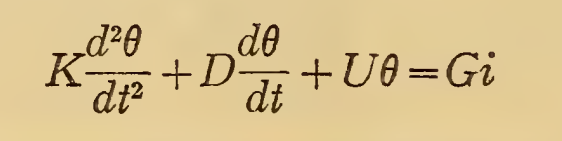 K d²θ/dt² + D dθ/dt + Uθ = Gi